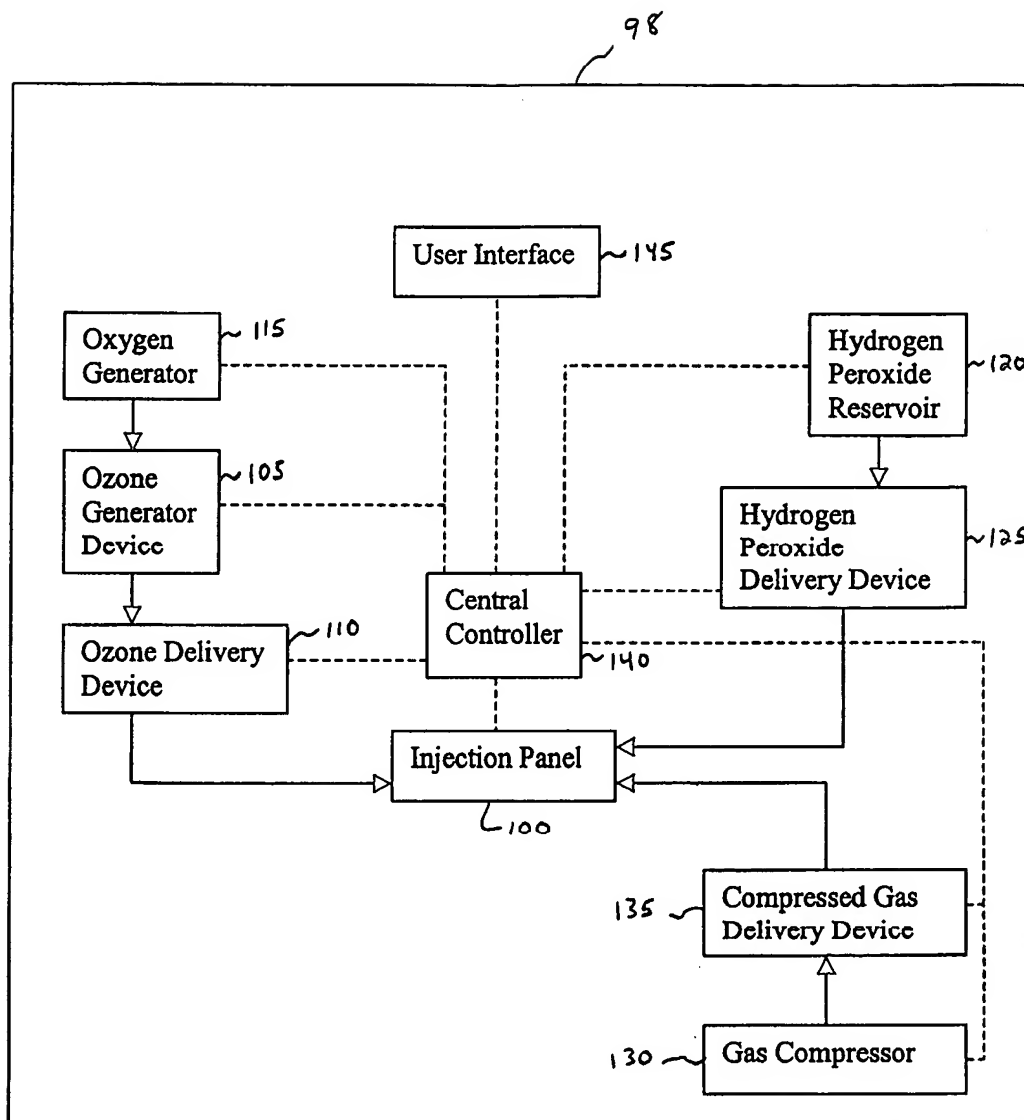 98
User Interface
145
Oxygen
Generator
115
Hydrogen
Peroxide
Reservoir
120
Ozone
Generator
Device
105
Hydrogen
Peroxide
Delivery Device
125
Central
Controller
140
Ozone Delivery
Device
110
Injection Panel
100
Compressed Gas
Delivery Device
135
Gas Compressor
130